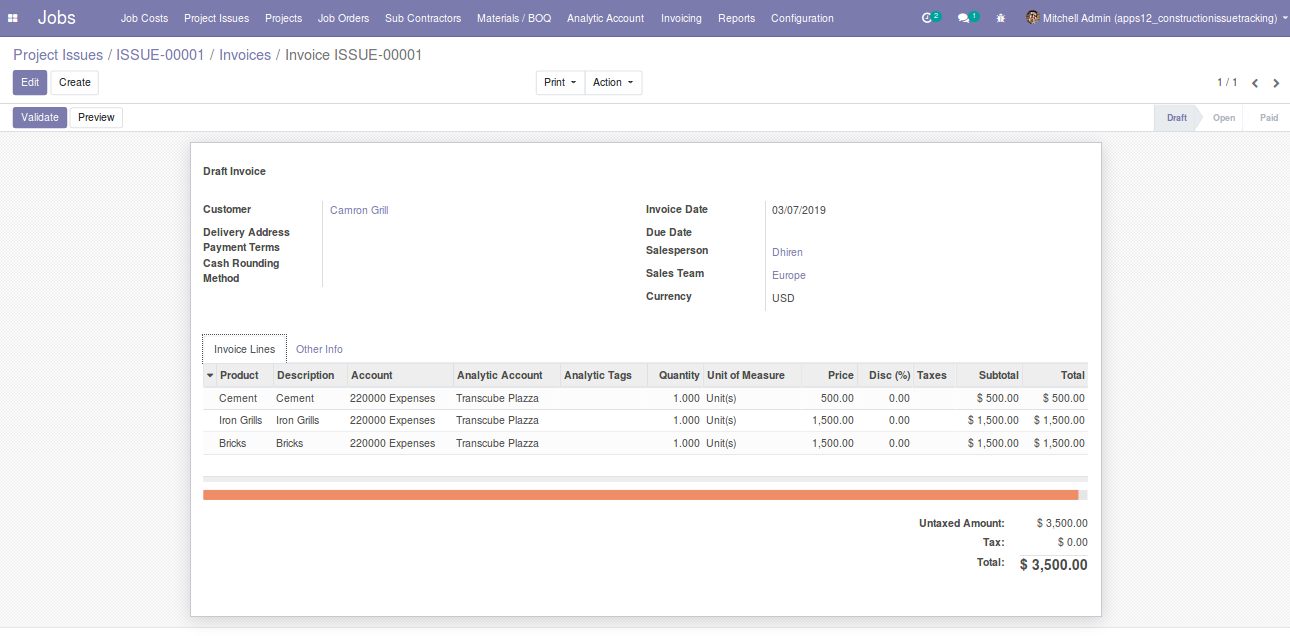 Jobs Job Costs Project Issues Projects Job Orders Sub Contractors Materials / BOQ Analytic Account Invoicing Reports Configuration 2 1 Mitchell Admin (apps12_constructionissuetracking)
Project Issues / ISSUE-00001 / Invoices / Invoice ISSUE-00001
Edit Create Print Action 1 / 1
Validate Preview Draft Open Paid
Draft Invoice
Customer Camron Grill Invoice Date 03/07/2019
Delivery Address Due Date
Payment Terms Salesperson Dhiren
Cash Rounding Sales Team Europe
Method
Currency USD
Invoice Lines Other Info
Product Description Account Analytic Account Analytic Tags Quantity Unit of Measure Price Disc (%) Taxes Subtotal Total
Cement Cement 220000 Expenses Transcube Plazza 1.000 Unit(s) 500.00 0.00 $ 500.00 $ 500.00
Iron Grills Iron Grills 220000 Expenses Transcube Plazza 1.000 Unit(s) 1,500.00 0.00 $ 1,500.00 $ 1,500.00
Bricks Bricks 220000 Expenses Transcube Plazza 1.000 Unit(s) 1,500.00 0.00 $ 1,500.00 $ 1,500.00
Untaxed Amount: $ 3,500.00
Tax: $ 0.00
Total: $ 3,500.00